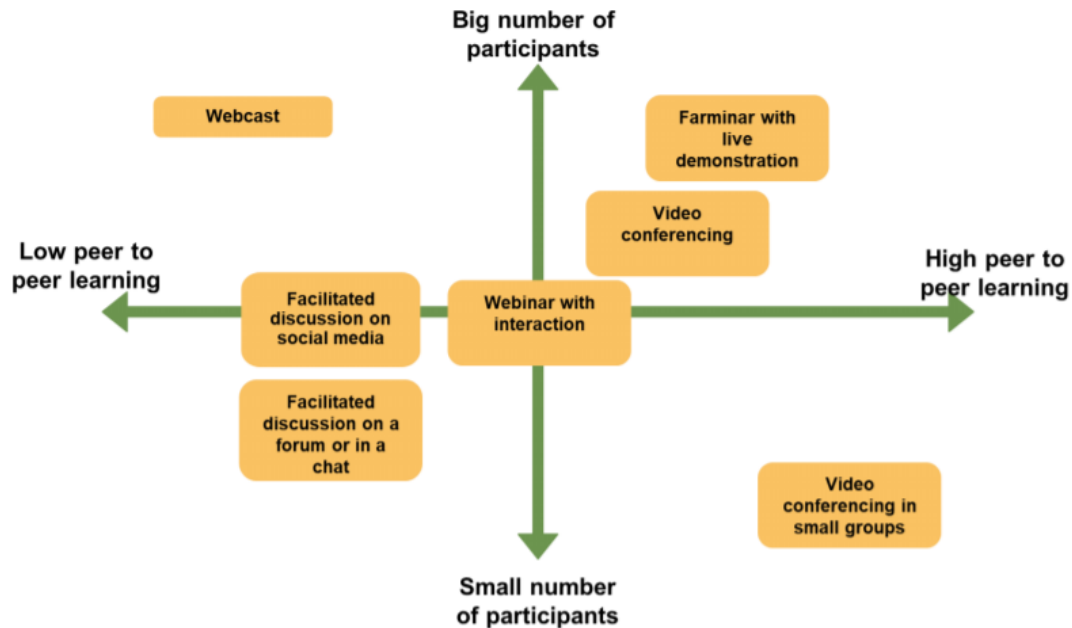 Big number of
participants
Webcast
Farminar with
live
demonstration
Video
conferencing
Low peer to
peer learning
High peer to
peer learning
Facilitated
discussion on
social media
Webinar with
interaction
Facilitated
discussion on a
forum or in a
chat
Video
conferencing in
small groups
Small number
of participants